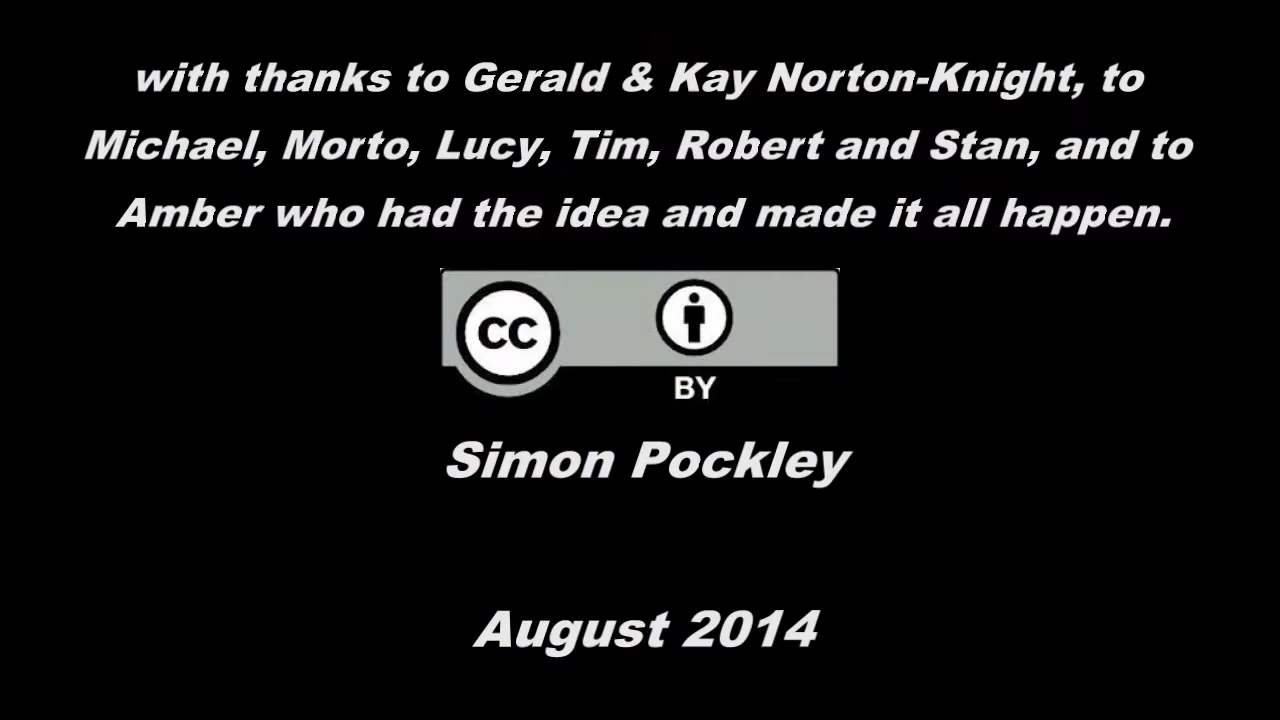 with thanks to Gerald & Kay Norton-Knight, to
Michael, Morto, Lucy, Tim, Robert and Stan, and to
Amber who had the idea and made it all happen.
CC
BY
Simon Pockley
August 2014